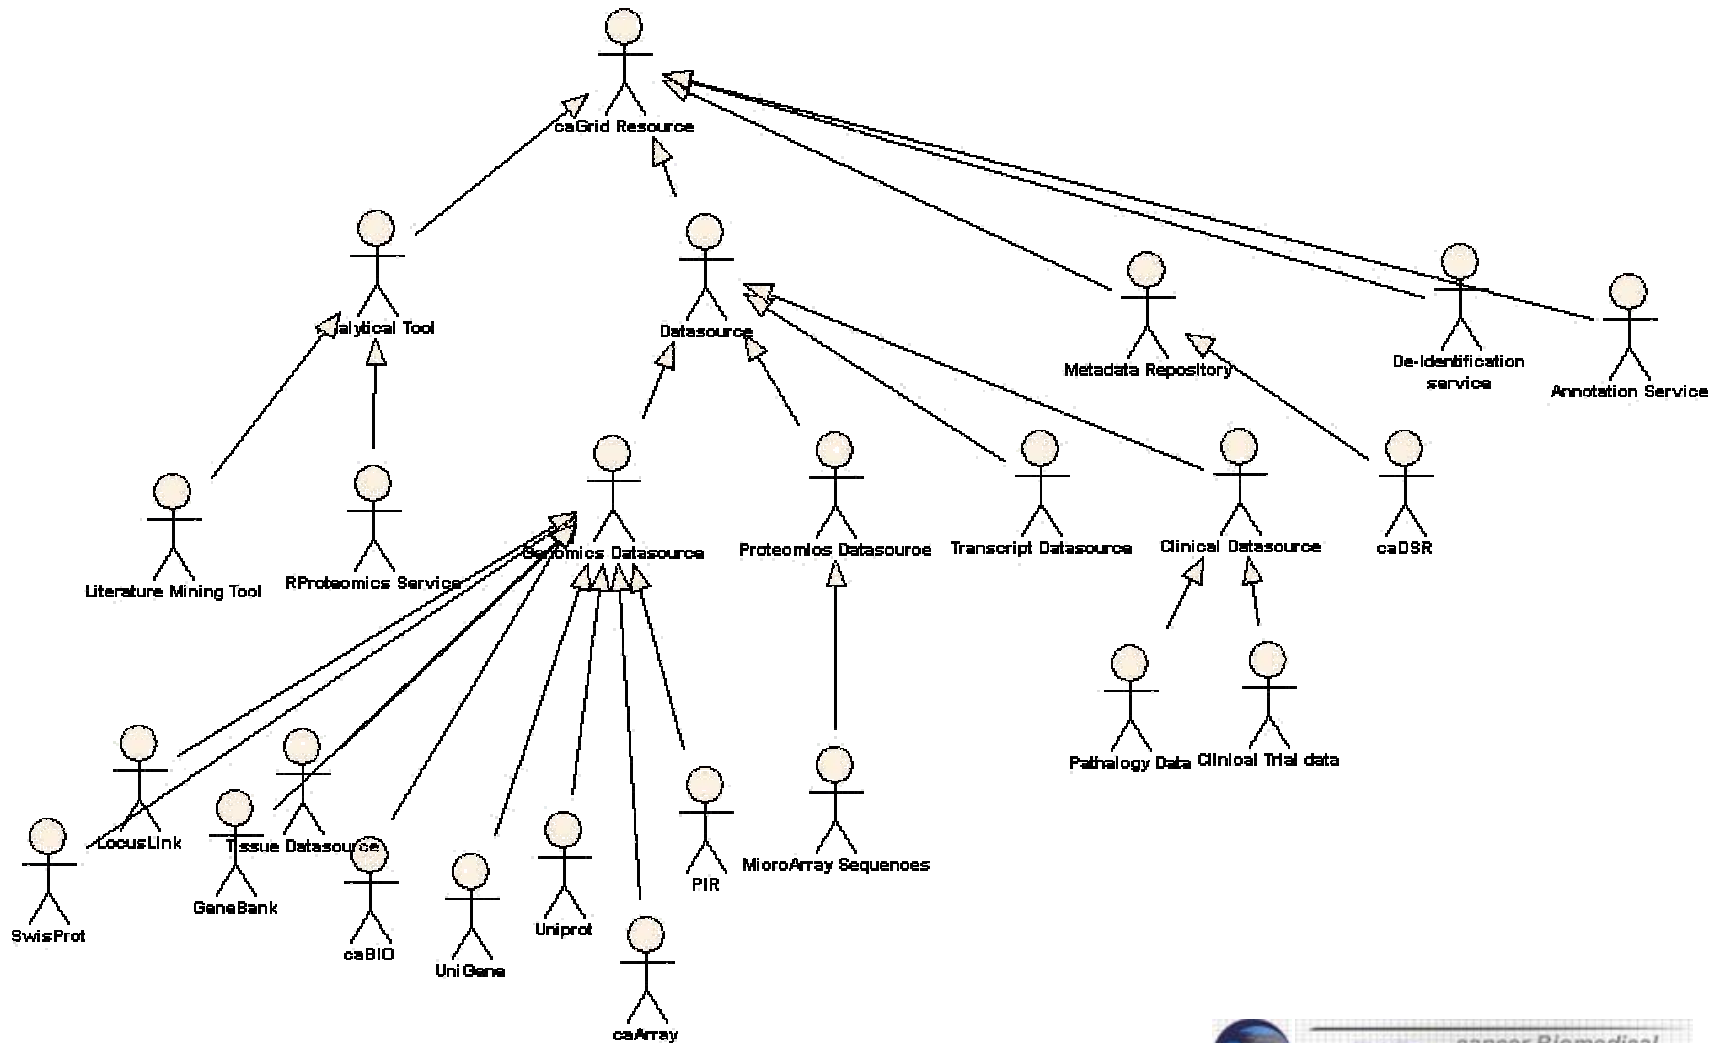 caGrid Resource
Analytical Tool
Datasource
Metadata Repository
De-Identification
service
Annotation Service
Literature Mining Tool
RProteomics Service
Genomics Datasource
Proteomics Datasource
Transcript Datasource
Clinical Datasource
caDSR
Pathalogy Data
Clinical Trial data
LocusLink
Tissue Datasource
SwisProt
GeneBank
caBIO
UniGene
Uniprot
PIR
MicroArray Sequences
caArray
cancer Biomedical